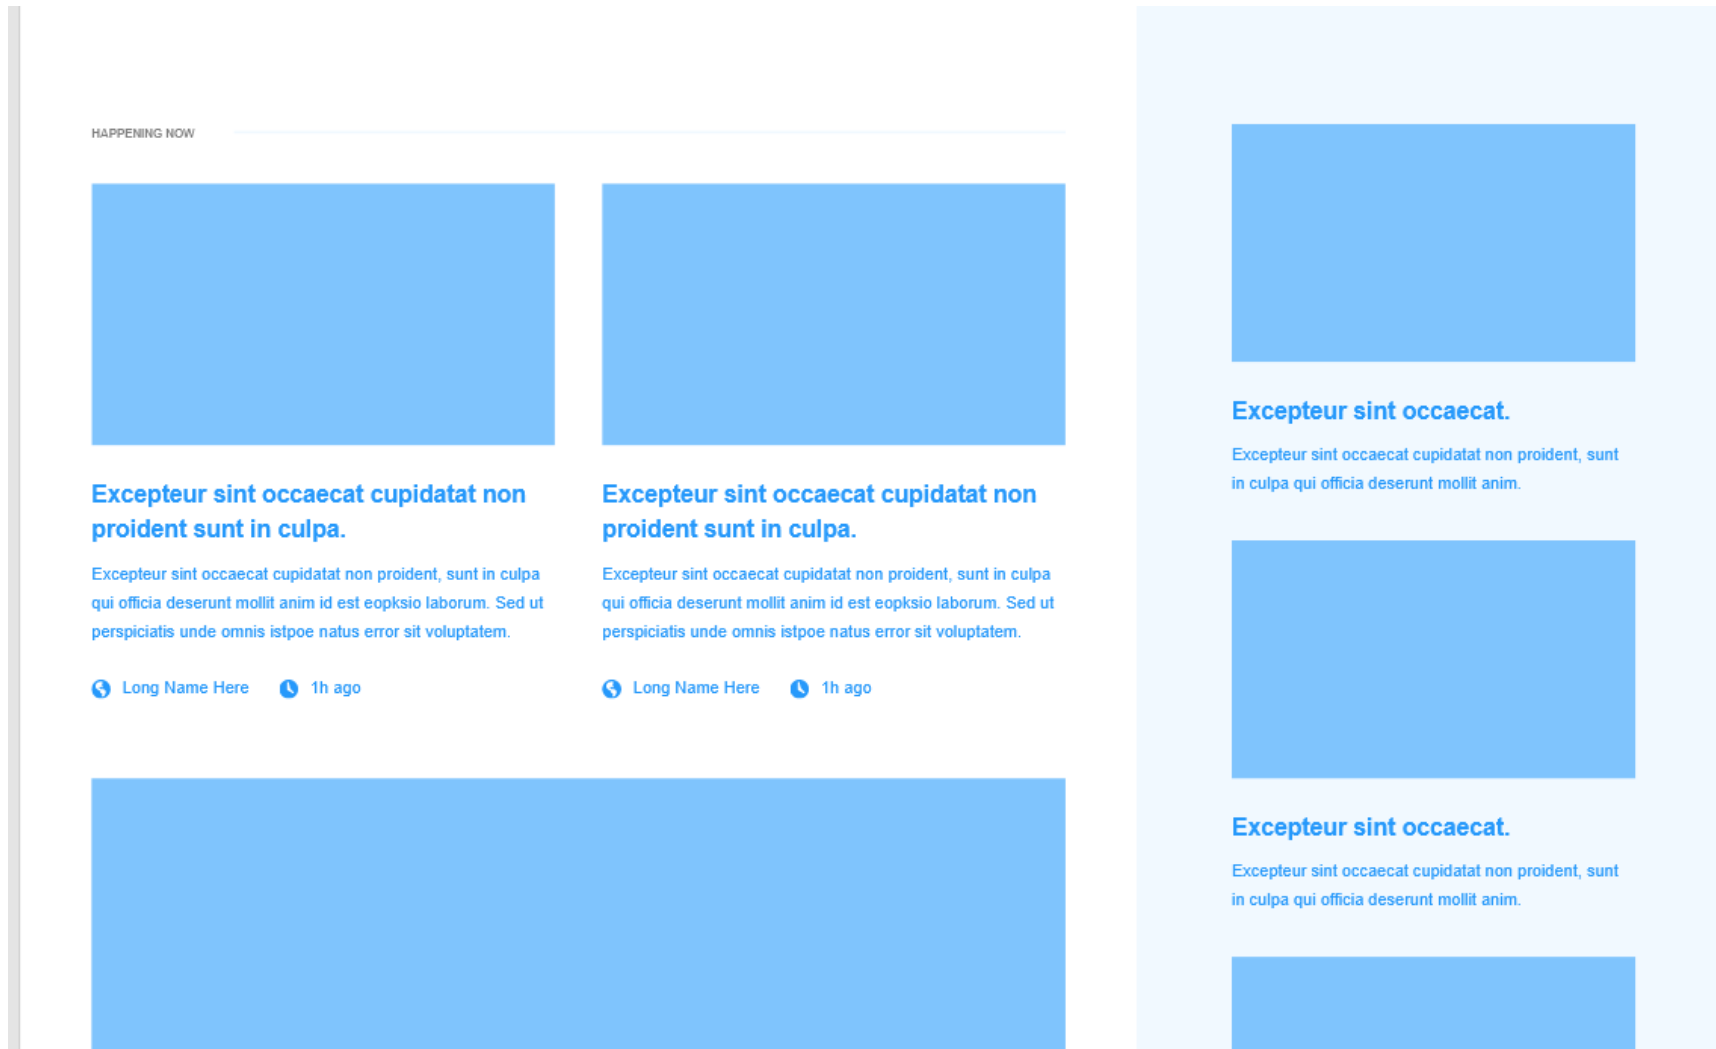 HAPPENING NOW
Excepteur sint occaecat cupidatat non
proident sunt in culpa.
Excepteur sint occaecat cupidatat non proident, sunt in culpa
qui officia deserunt mollit anim id est eopksio laborum. Sed ut
perspiciatis unde omnis istpoe natus error sit voluptatem.
Long Name Here 1h ago
Excepteur sint occaecat cupidatat non
proident sunt in culpa.
Excepteur sint occaecat cupidatat non proident, sunt in culpa
qui officia deserunt mollit anim id est eopksio laborum. Sed ut
perspiciatis unde omnis istpoe natus error sit voluptatem.
Long Name Here 1h ago
Excepteur sint occaecat.
Excepteur sint occaecat cupidatat non proident, sunt
in culpa qui officia deserunt mollit anim.
Excepteur sint occaecat.
Excepteur sint occaecat cupidatat non proident, sunt
in culpa qui officia deserunt mollit anim.